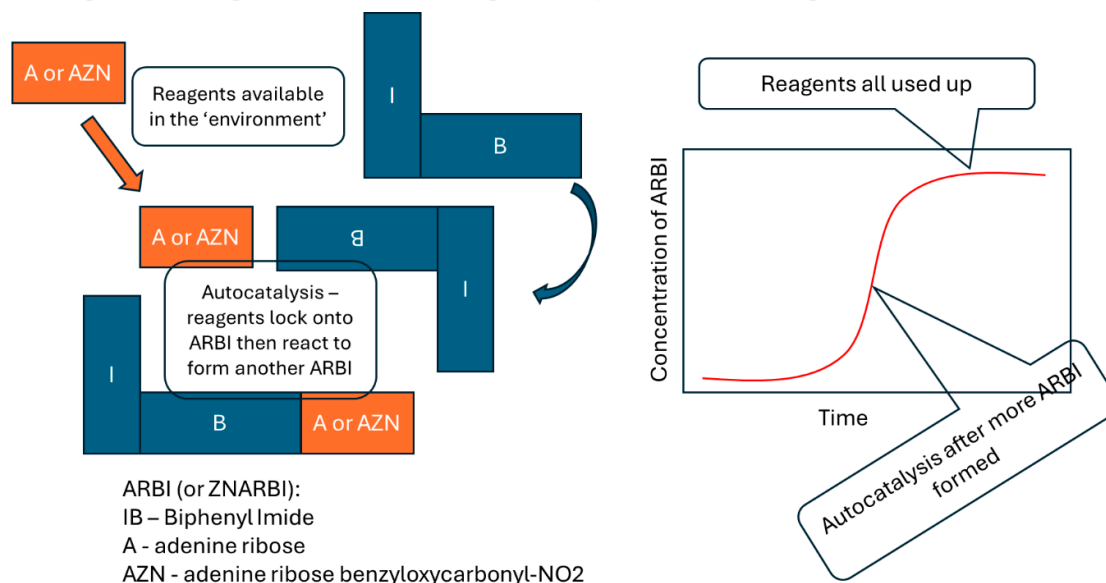 A or AZN
Reagents available
in the ‘environment’
I
B
A or AZN
B
I
Autocatalysis –
reagents lock onto
ARBI then react to
form another ARBI
I
B
A or AZN
ARBI (or ZNARBI):
IB – Biphenyl Imide
A - adenine ribose
AZN - adenine ribose benzyloxycarbonyl-NO2
Reagents all used up
Concentration of ARBI
Time
Autocatalysis after more ARBI
formed